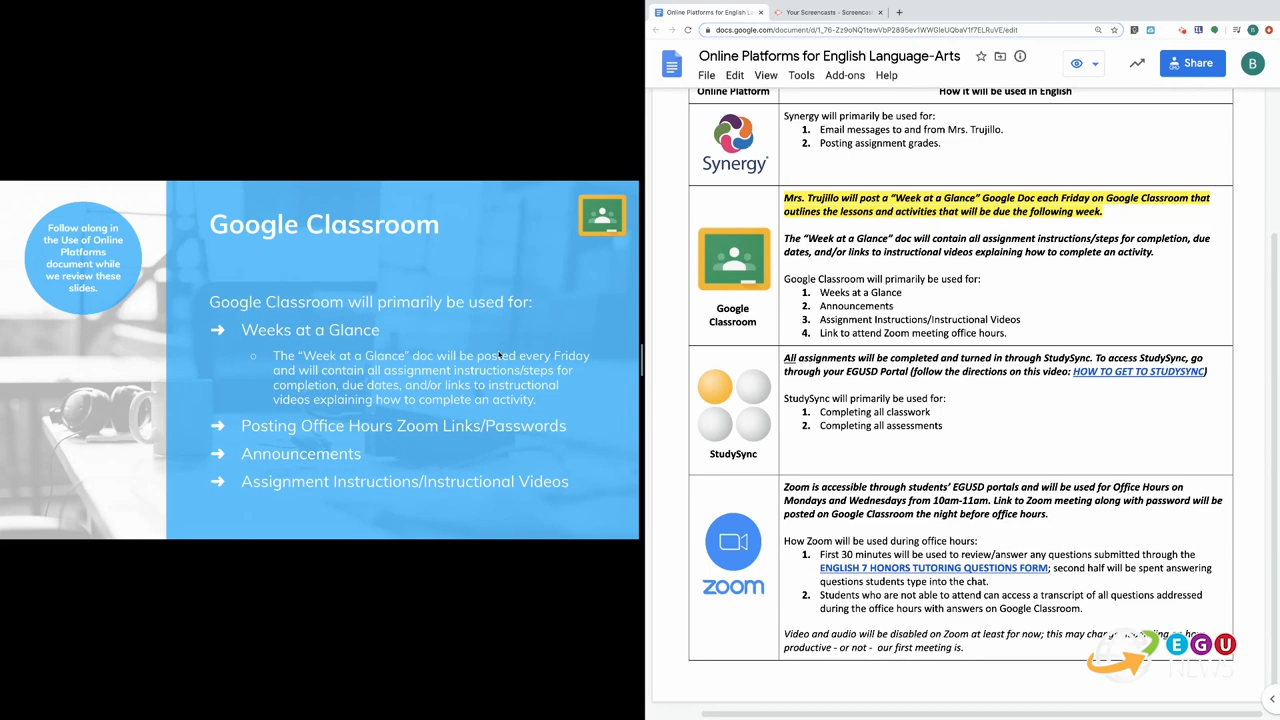 Follow along in
the Use of Online
Platforms
document while
we review these
slides.
Google Classroom
Google Classroom will primarily be used for:
➔ Weeks at a Glance
○ The “Week at a Glance” doc will be posted every Friday
and will contain all assignment instructions/steps for
completion, due dates, and/or links to instructional
videos explaining how to complete an activity.
➔ Posting Office Hours Zoom Links/Passwords
➔ Announcements
➔ Assignment Instructions/Instructional Videos
Online Platforms for English La
Your Screencasts - Screencast
docs.google.com/document/d/1_76-Zz9oNQ1tewVbP2895ev1WWGleUQbaV1f7ELRuVE/edit
Online Platforms for English Language-Arts
File Edit View Tools Add-ons Help
Share
B
Online Platform How it will be used in English
Synergy
Synergy will primarily be used for:
1. Email messages to and from Mrs. Trujillo.
2. Posting assignment grades.
Google
Classroom
Mrs. Trujillo will post a “Week at a Glance” Google Doc each Friday on Google Classroom that
outlines the lessons and activities that will be due the following week.
The “Week at a Glance” doc will contain all assignment instructions/steps for completion, due
dates, and/or links to instructional videos explaining how to complete an activity.
Google Classroom will primarily be used for:
1. Weeks at a Glance
2. Announcements
3. Assignment Instructions/Instructional Videos
4. Link to attend Zoom meeting office hours.
StudySync
All assignments will be completed and turned in through StudySync. To access StudySync, go
through your EGUSD Portal (follow the directions on this video: HOW TO GET TO STUDYSYNC)
StudySync will primarily be used for:
1. Completing all classwork
2. Completing all assessments
zoom
Zoom is accessible through students’ EGUSD portals and will be used for Office Hours on
Mondays and Wednesdays from 10am-11am. Link to Zoom meeting along with password will be
posted on Google Classroom the night before office hours.
How Zoom will be used during office hours:
1. First 30 minutes will be used to review/answer any questions submitted through the
ENGLISH 7 HONORS TUTORING QUESTIONS FORM; second half will be spent answering
questions students type into the chat.
2. Students who are not able to attend can access a transcript of all questions addressed
during the office hours with answers on Google Classroom.
Video and audio will be disabled on Zoom at least for now; this may
productive - or not - our first meeting is.
EGU
NEWS